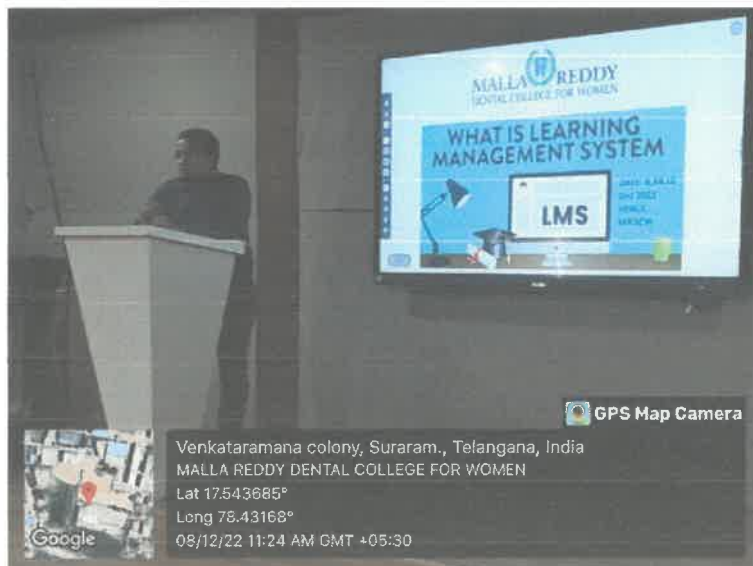 MALLA REDDY
DENTAL COLLEGE FOR WOMEN
WHAT IS LEARNING
MANAGEMENT SYSTEM
LMS
GPS Map Camera
Venkataramana colony, Suraram., Telangana, India
MALLA REDDY DENTAL COLLEGE FOR WOMEN
Lat 17.543685°
Long 78.43168°
08/12/22 11:24 AM GMT +05:30
Google